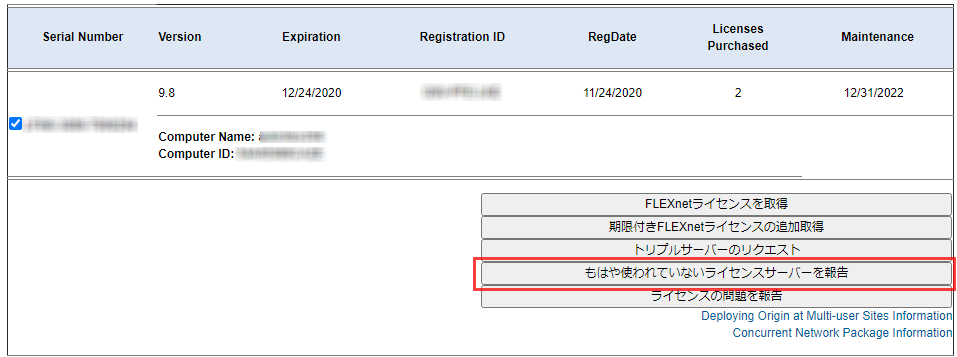 Serial Number Version Expiration Registration ID RegDate Licenses Purchased Maintenance
9.8 12/24/2020 11/24/2020 2 12/31/2022
Computer Name:
Computer ID:
FLEXnetライセンスを取得
期限付きFLEXnetライセンスの追加取得
トリプルサーバーのリクエスト
もはや使われていないライセンスサーバーを報告
ライセンスの問題を報告
Deploying Origin at Multi-user Sites Information
Concurrent Network Package Information